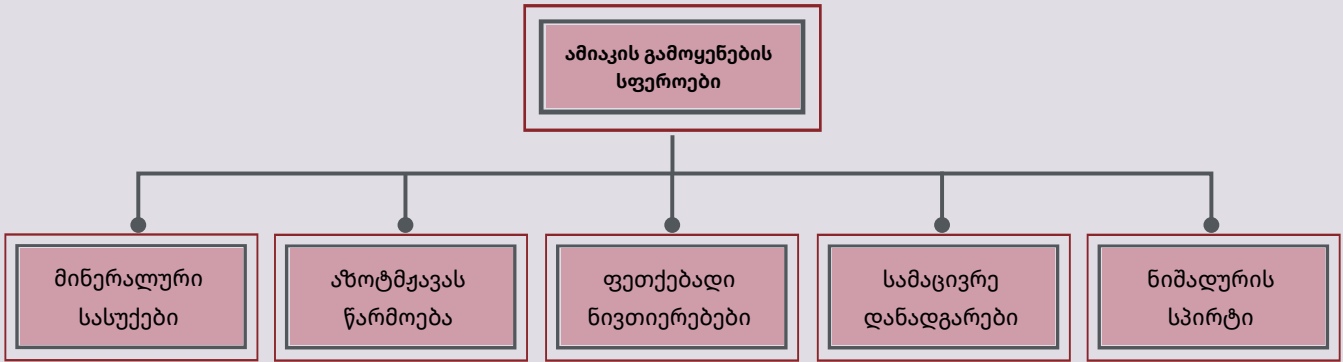 ამიაკის გამოყენების
სფეროები
მინერალური
სასუქები
აზოტმჟავას
წარმოება
ფეთქებადი
ნივთიერებები
სამაცივრე
დანადგარები
ნიშადურის
სპირტი